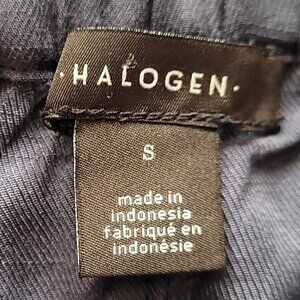 · HALOGEN ·
S
made in
indonesia
fabriqué en
indonésie